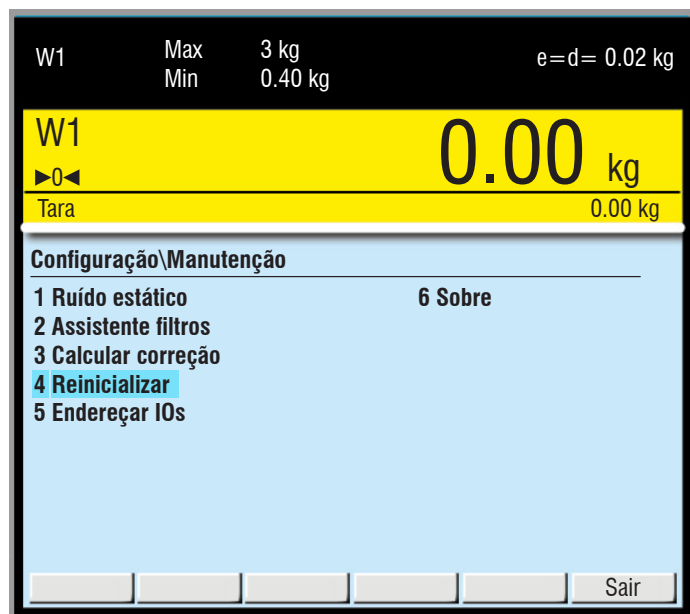 W1 Max 3 kg e=d= 0.02 kg
Min 0.40 kg
W1 0.00 kg
►0◄
Tara 0.00 kg
Configuração\Manutenção
1 Ruído estático 6 Sobre
2 Assistente filtros
3 Calcular correção
4 Reinicializar
5 Endereçar IOs
Sair